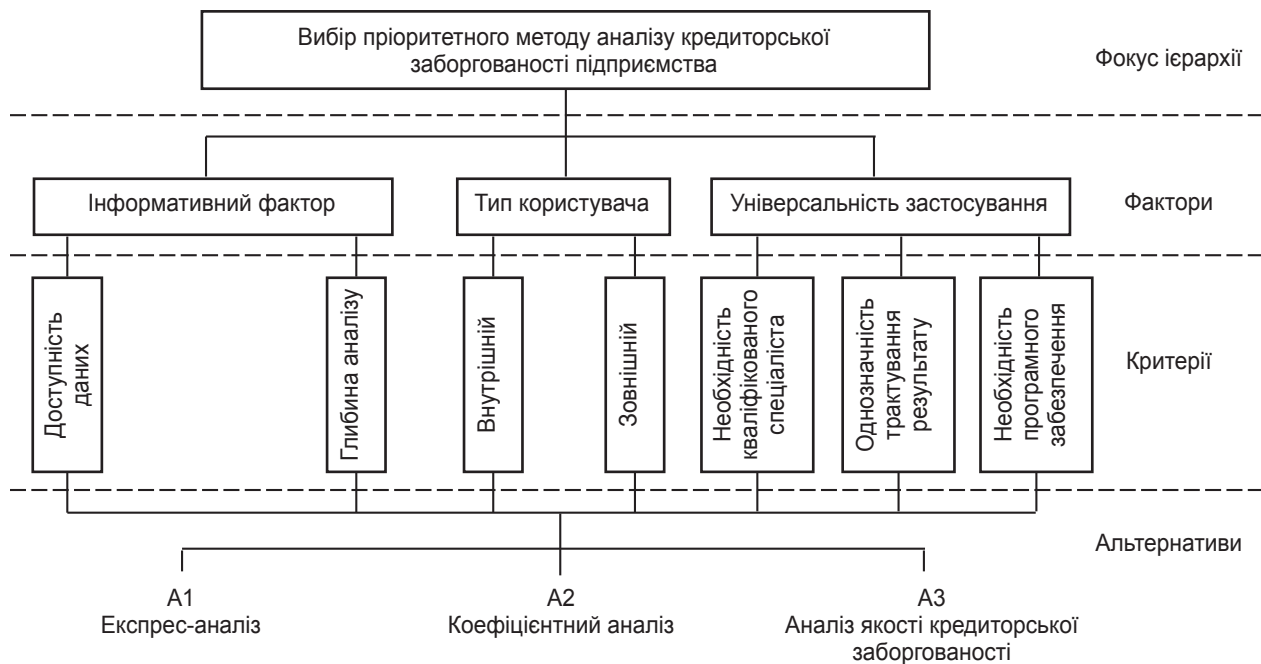 Вибір пріоритетного методу аналізу кредиторської
заборгованості підприємства
Фокус ієрархії
Інформативний фактор
Тип користувача
Універсальність застосування
Фактори
Доступність
даних
Глибина аналізу
Внутрішній
Зовнішній
Необхідність
кваліфікованого
спеціаліста
Однозначність
трактування
результату
Необхідність
програмного
забезпечення
Критерії
Альтернативи
А1
Експрес-аналіз
А2
Коефіцієнтний аналіз
А3
Аналіз якості кредиторської
заборгованості